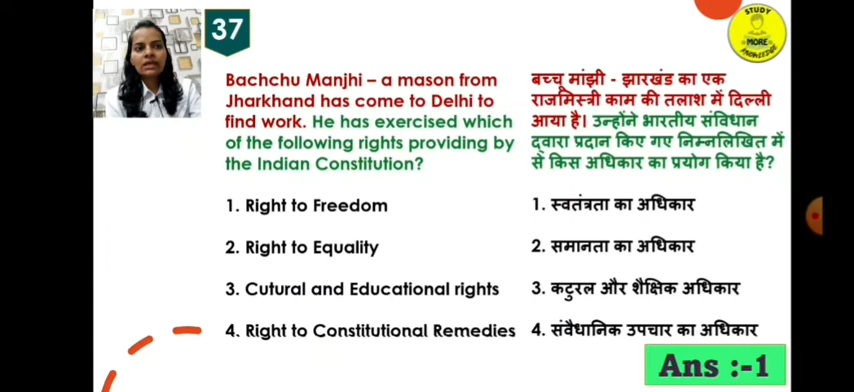 37
STUDY
MORE
KNOWLEDGE
Bachchu Manjhi – a mason from
Jharkhand has come to Delhi to
find work. He has exercised which
of the following rights providing by
the Indian Constitution?
1. Right to Freedom
2. Right to Equality
3. Cutural and Educational rights
4. Right to Constitutional Remedies
बच्चू मांझी - झारखंड का एक
राजमिस्त्री काम की तलाश में दिल्ली
आया है। उन्होंने भारतीय संविधान
द्वारा प्रदान किए गए निम्नलिखित में
से किस अधिकार का प्रयोग किया है?
1. स्वतंत्रता का अधिकार
2. समानता का अधिकार
3. कटुरल और शैक्षिक अधिकार
4. संवैधानिक उपचार का अधिकार
Ans :-1